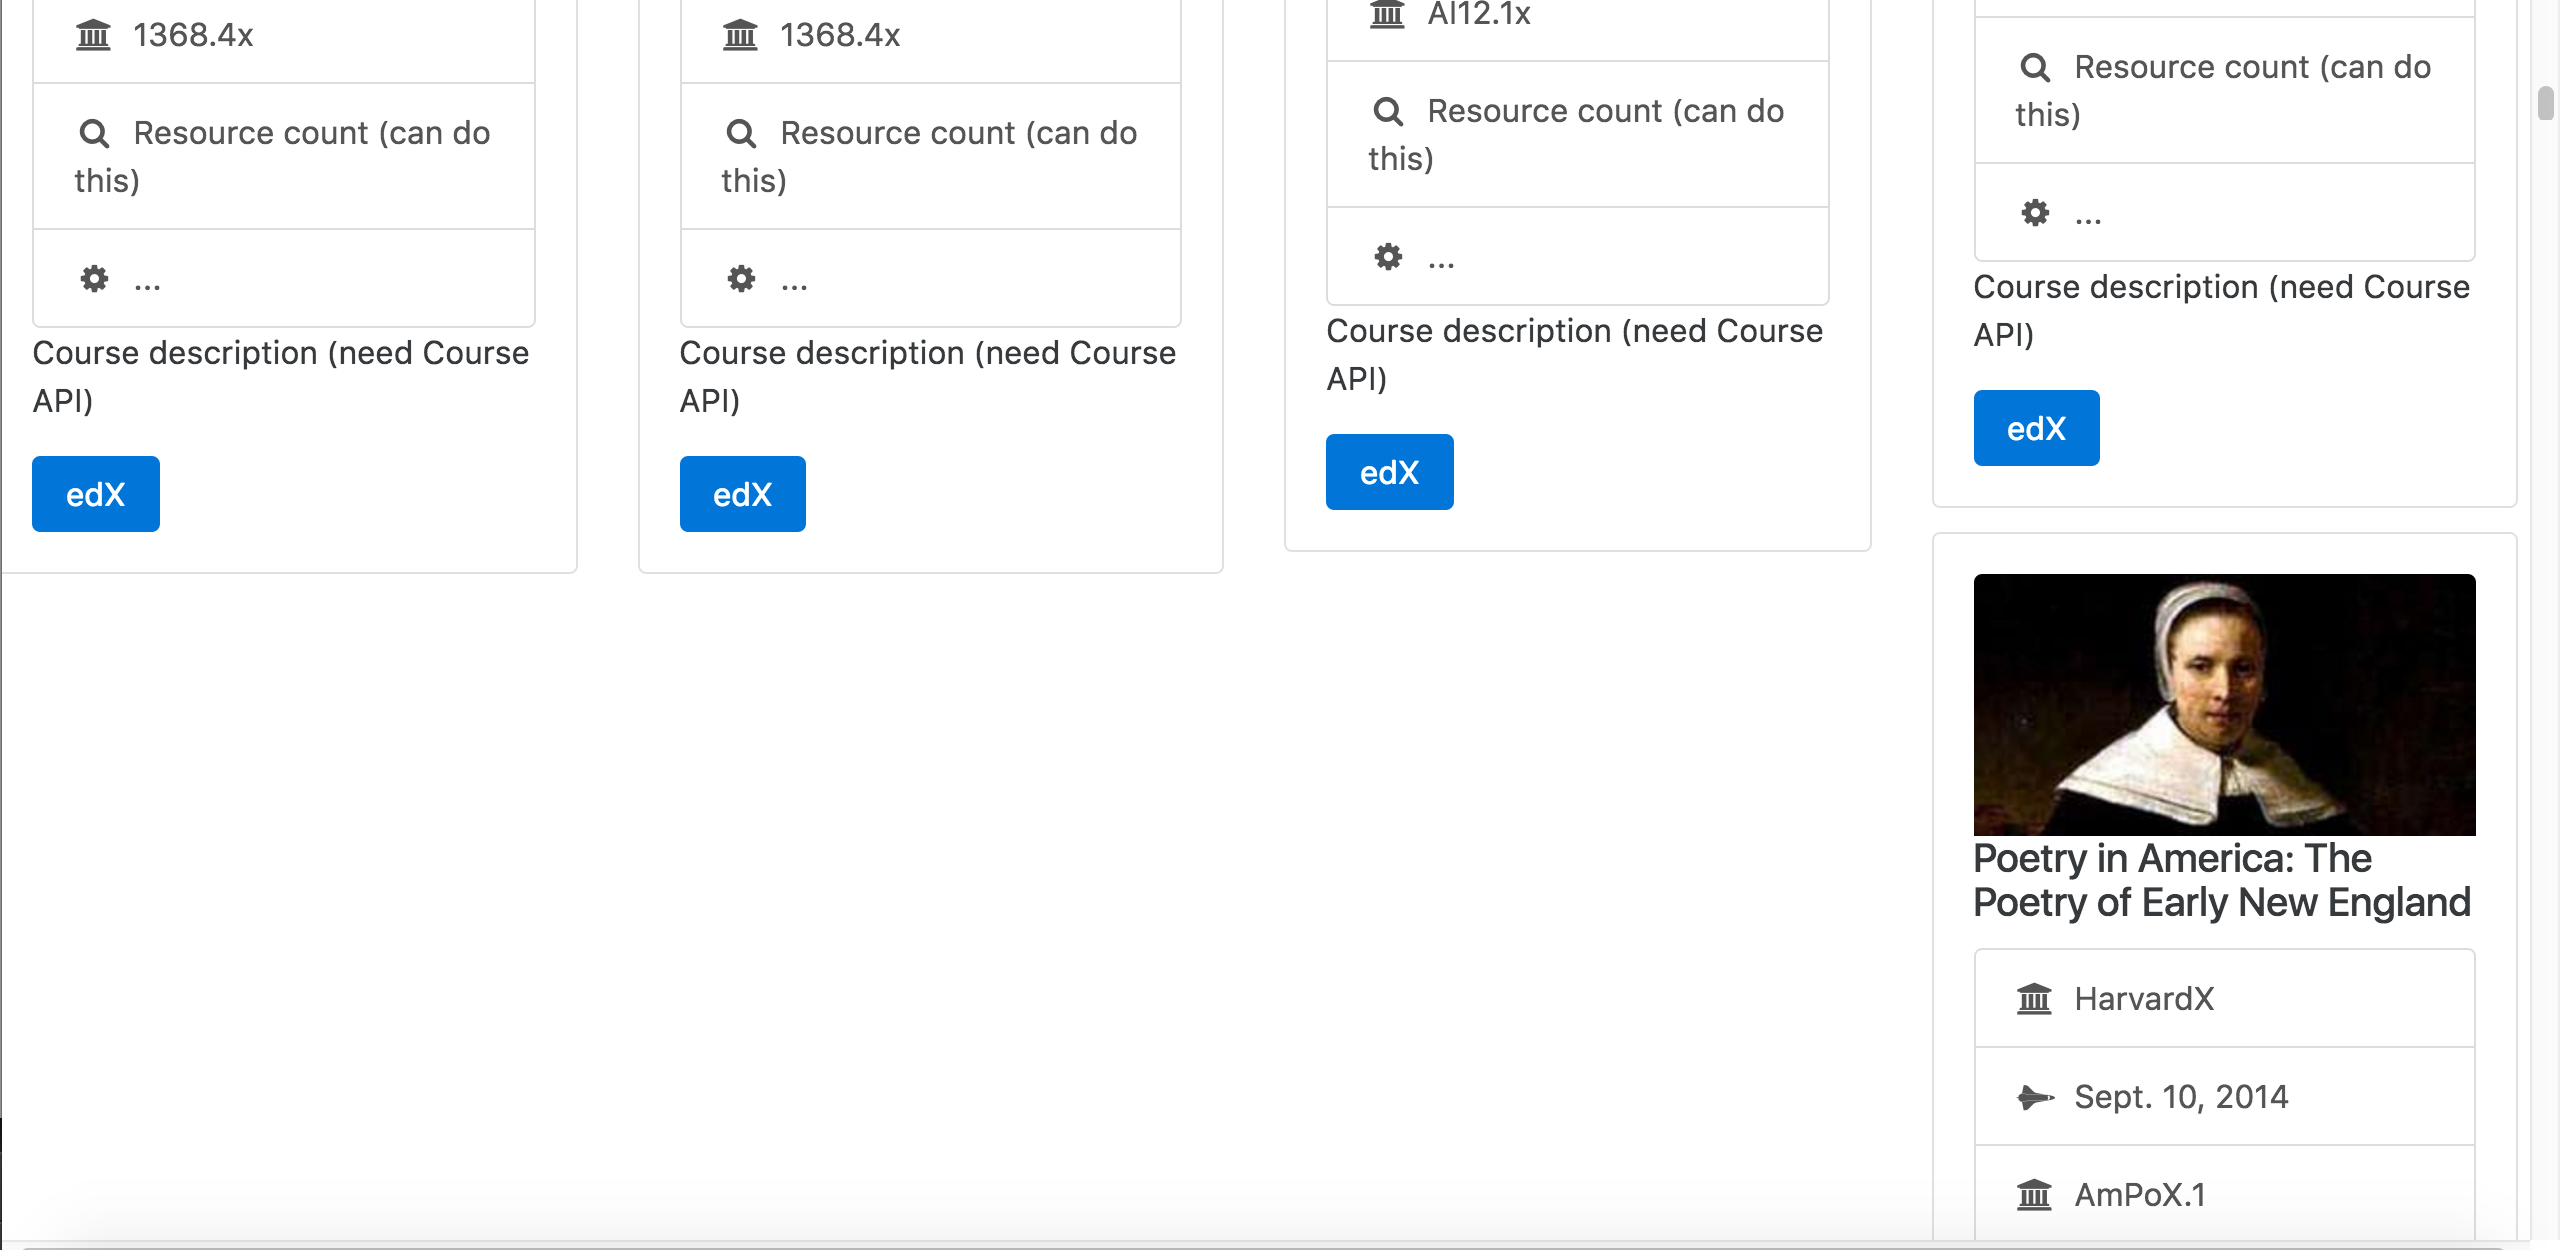 1368.4x
Resource count (can do
this)
...
Course description (need Course
API)
edX
1368.4x
Resource count (can do
this)
...
Course description (need Course
API)
edX
AI12.1x
Resource count (can do
this)
...
Course description (need Course
API)
edX
Resource count (can do
this)
...
Course description (need Course
API)
edX
Poetry in America: The
Poetry of Early New England
HarvardX
Sept. 10, 2014
AmPoX.1